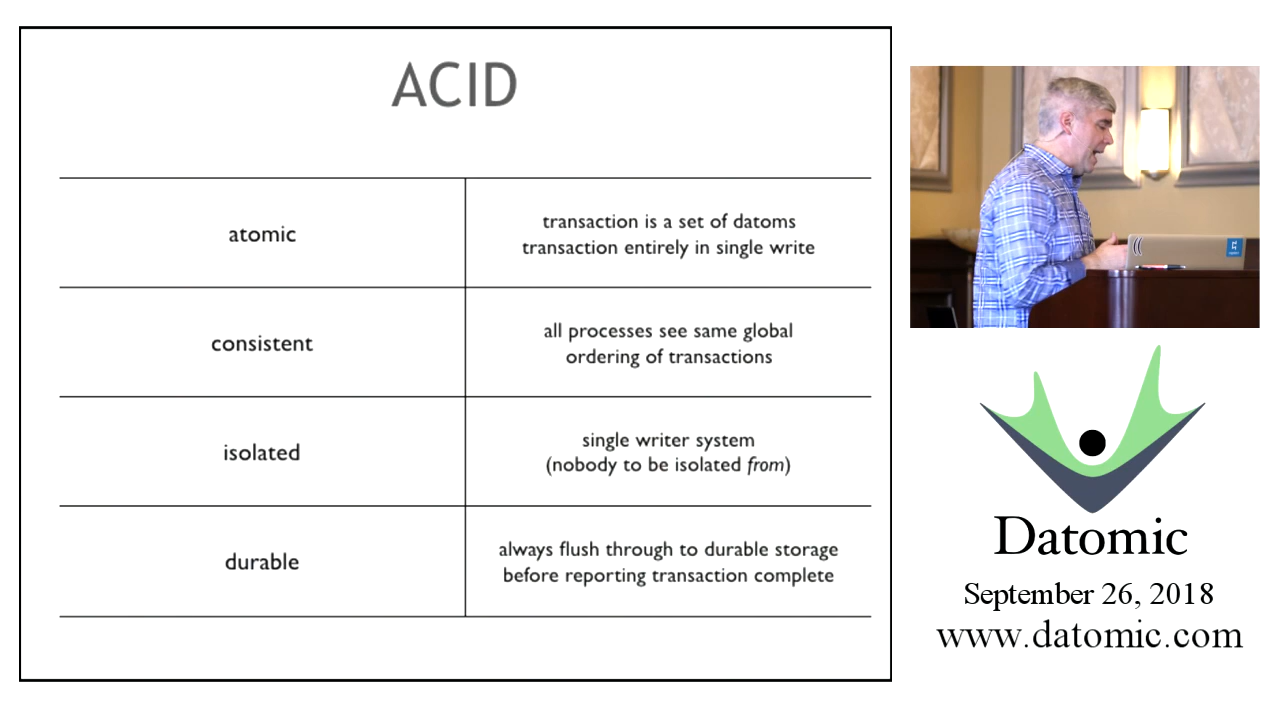 ACID
atomic
transaction is a set of datoms
transaction entirely in single write
consistent
all processes see same global
ordering of transactions
isolated
single writer system
(nobody to be isolated from)
durable
always flush through to durable storage
before reporting transaction complete
Datomic
September 26, 2018
www.datomic.com